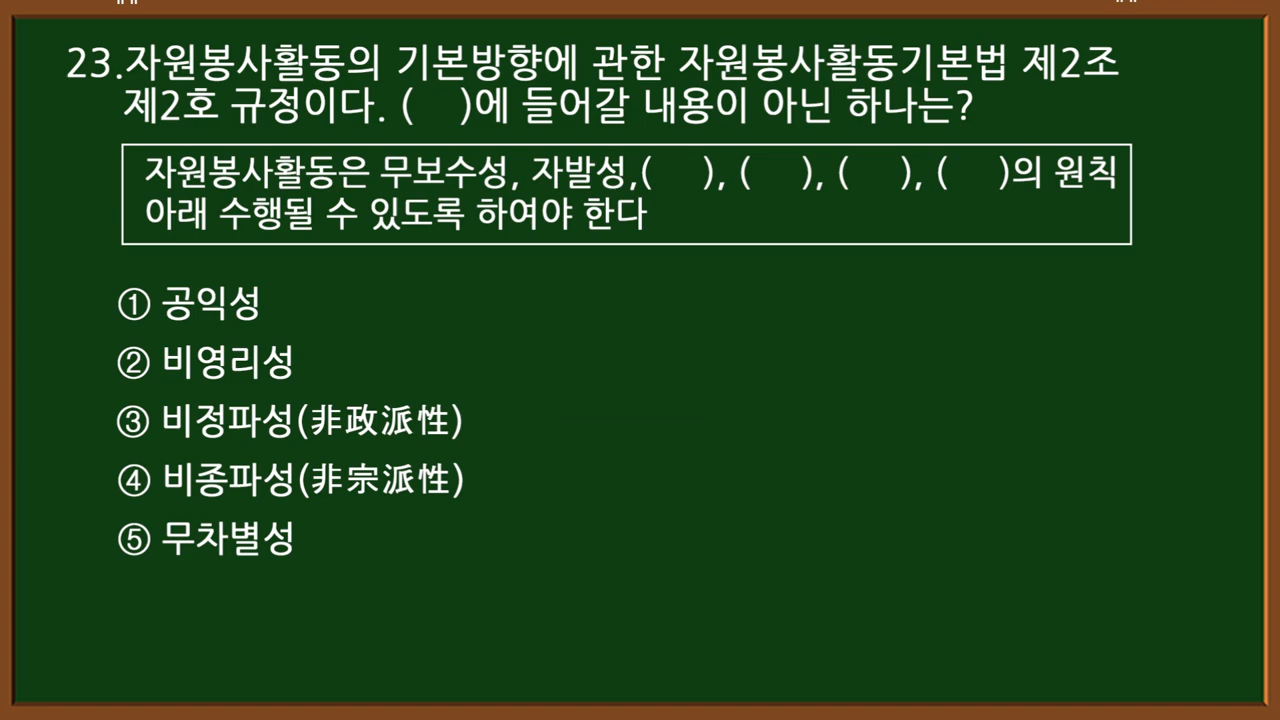 23.자원봉사활동의 기본방향에 관한 자원봉사활동기본법 제2조
제2호 규정이다. (    )에 들어갈 내용이 아닌 하나는?
자원봉사활동은 무보수성, 자발성,(    ), (    ), (    ), (    )의 원칙
아래 수행될 수 있도록 하여야 한다
① 공익성
② 비영리성
③ 비정파성(非政派性)
④ 비종파성(非宗派性)
⑤ 무차별성